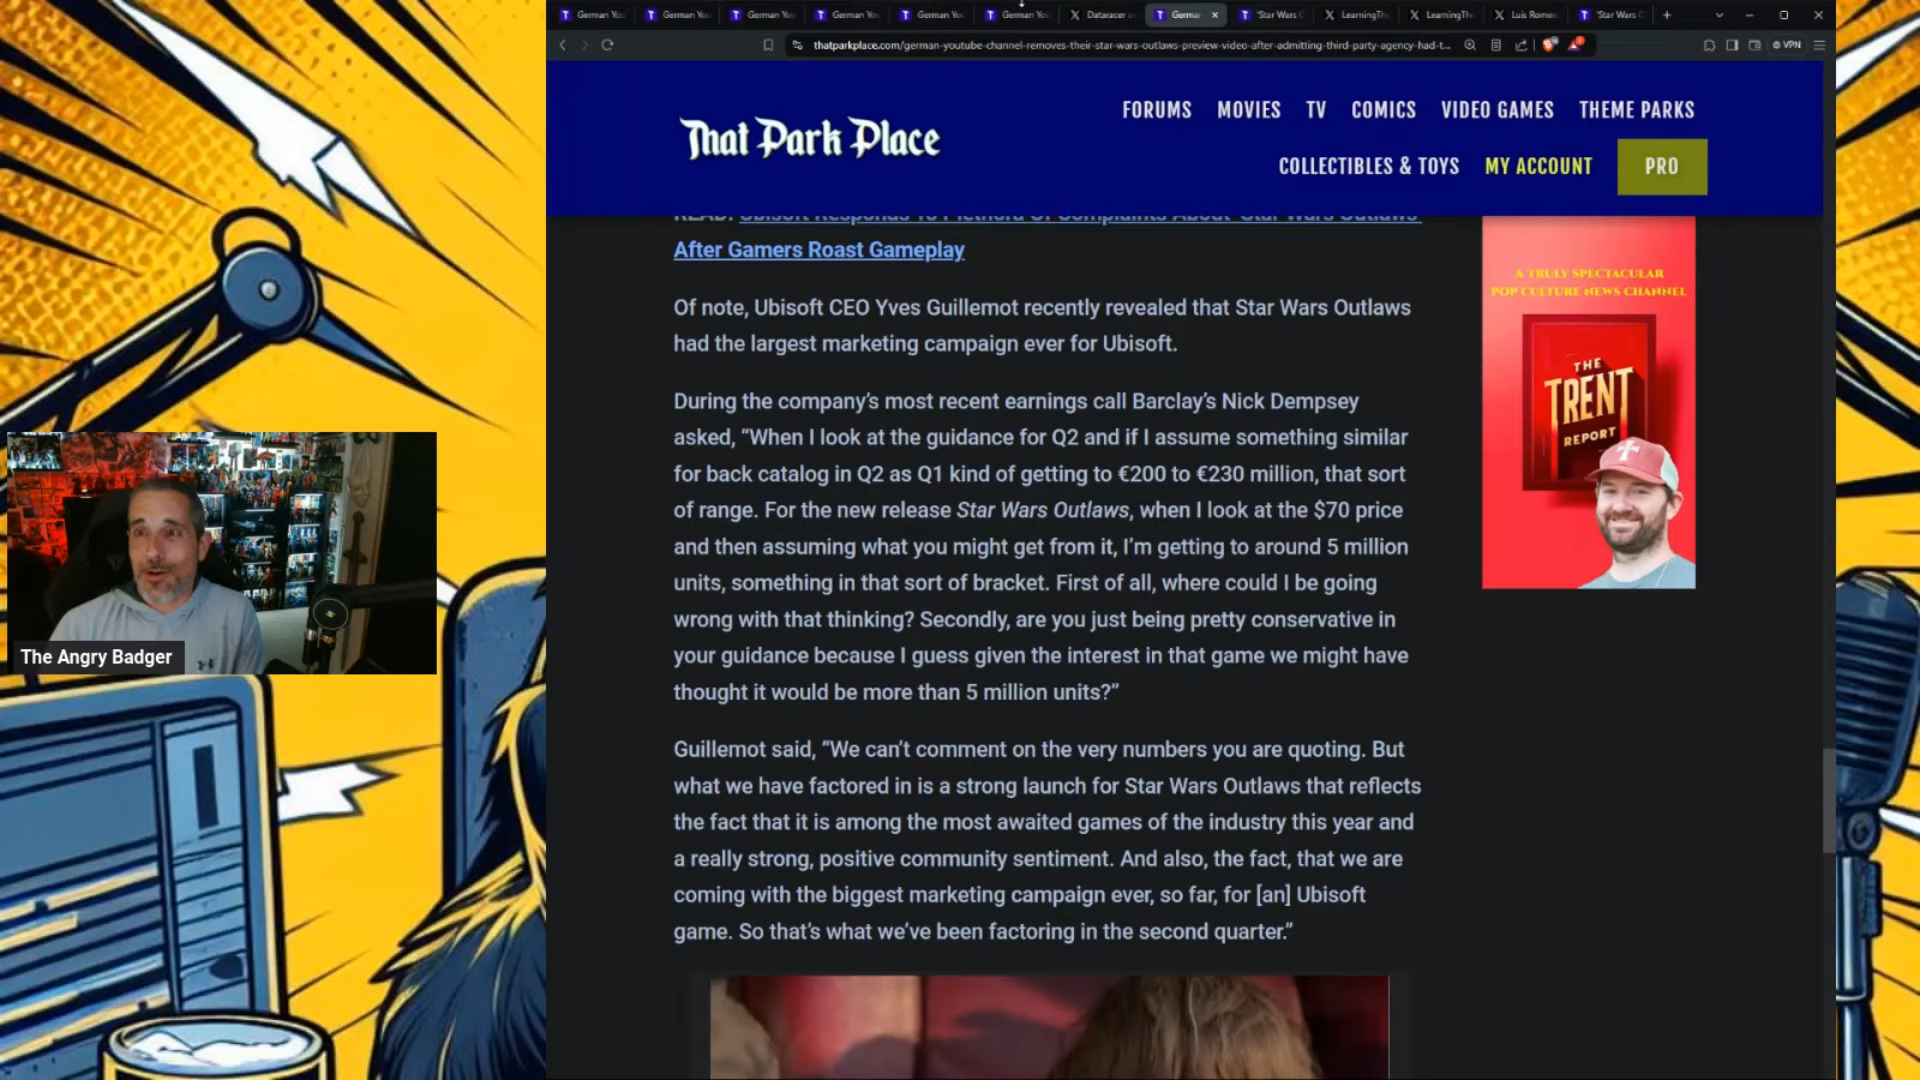 German You
German You
German You
German You
German You
German You
Dataracer o
German
'Star Wars O
LearningTh
LearningTh
Luis Romer
'Star Wars O
thatparkplace.com/german-youtube-channel-removes-their-star-wars-outlaws-preview-video-after-admitting-third-party-agency-had-t...
VPN
That Park Place
FORUMS MOVIES TV COMICS VIDEO GAMES THEME PARKS
COLLECTIBLES & TOYS MY ACCOUNT PRO
READ: Ubisoft Responds To Plethora Of Complaints About 'Star Wars Outlaws'
After Gamers Roast Gameplay
Of note, Ubisoft CEO Yves Guillemot recently revealed that Star Wars Outlaws
had the largest marketing campaign ever for Ubisoft.
During the company's most recent earnings call Barclay's Nick Dempsey
asked, “When I look at the guidance for Q2 and if I assume something similar
for back catalog in Q2 as Q1 kind of getting to €200 to €230 million, that sort
of range. For the new release Star Wars Outlaws, when I look at the $70 price
and then assuming what you might get from it, I'm getting to around 5 million
units, something in that sort of bracket. First of all, where could I be going
wrong with that thinking? Secondly, are you just being pretty conservative in
your guidance because I guess given the interest in that game we might have
thought it would be more than 5 million units?”
Guillemot said, “We can't comment on the very numbers you are quoting. But
what we have factored in is a strong launch for Star Wars Outlaws that reflects
the fact that it is among the most awaited games of the industry this year and
a really strong, positive community sentiment. And also, the fact, that we are
coming with the biggest marketing campaign ever, so far, for [an] Ubisoft
game. So that's what we've been factoring in the second quarter.”
A TRULY SPECTACULAR
POP CULTURE NEWS CHANNEL
THE
TRENT
REPORT
The Angry Badger